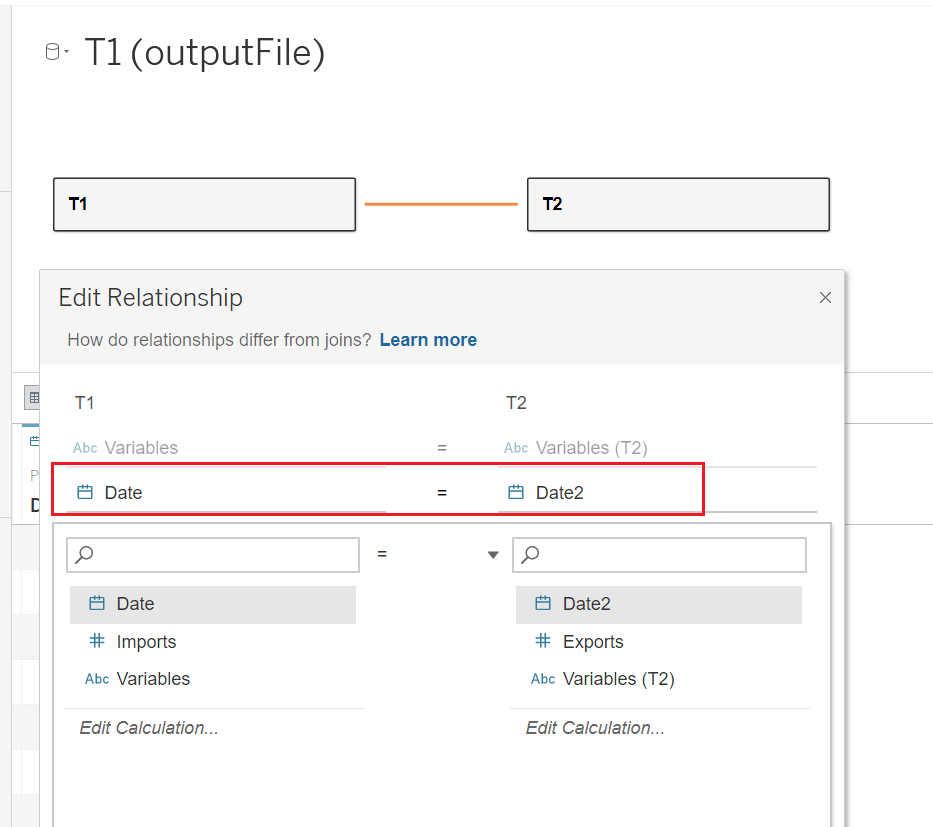 T1 (outputFile)
T1 T2
Edit Relationship
How do relationships differ from joins? Learn more
T1 T2
Abc Variables = Abc Variables (T2)
Date = Date2
=
Date Date2
Imports Exports
Abc Variables Abc Variables (T2)
Edit Calculation... Edit Calculation...